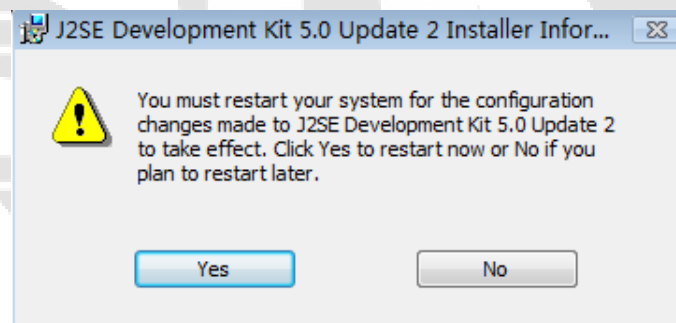 J2SE Development Kit 5.0 Update 2 Installer Infor...
You must restart your system for the configuration
changes made to J2SE Development Kit 5.0 Update 2
to take effect. Click Yes to restart now or No if you
plan to restart later.
Yes
No